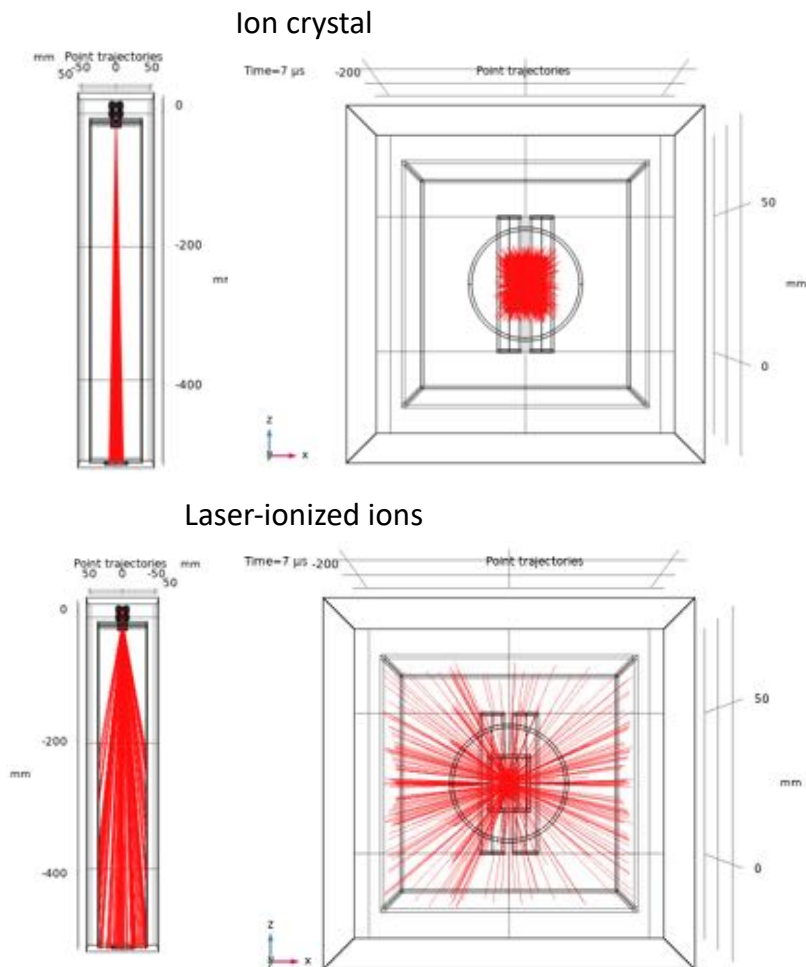 Ion crystal
mm Point trajectories
-50 0 50
50
0
-200
mm
-400
Time=7 µs -200 Point trajectories
50
mm
0
z
x
Laser-ionized ions
Point trajectories mm
50 0 -50
50
0
-200
mm
-400
Time=7 µs -200 Point trajectories
50
mm
0
z
x